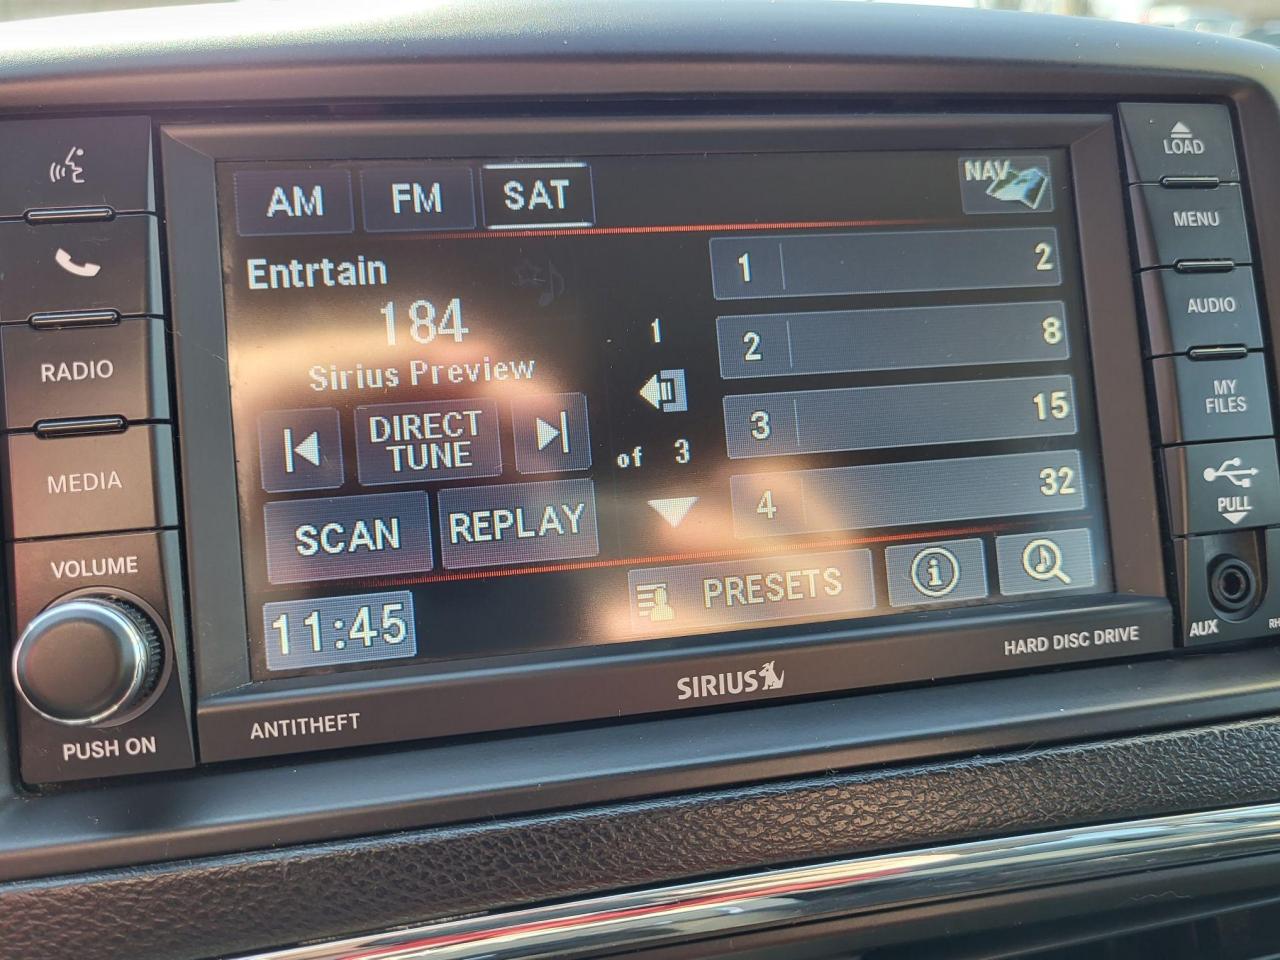 AM FM SAT NAV
Entrtain
184
Sirius Preview
DIRECT
TUNE
SCAN REPLAY
11:45
1
of 3
1 2
2 8
3 15
4 32
PRESETS
RADIO
MEDIA
VOLUME
PUSH ON
LOAD
MENU
AUDIO
MY
FILES
PULL
AUX
RH
ANTITHEFT
SIRIUS
HARD DISC DRIVE